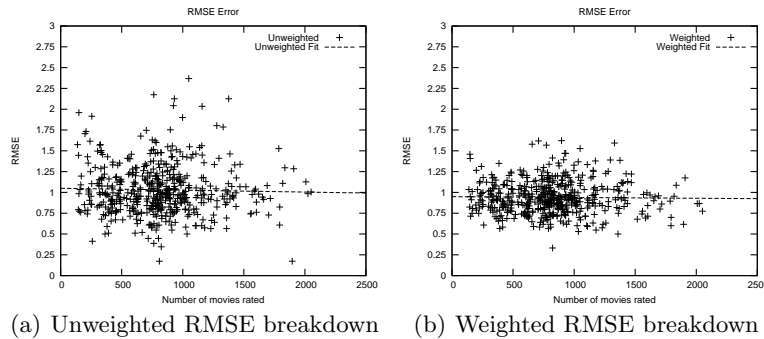 RMSE Error
3
2.75
2.5
2.25
2
1.75
1.5
1.25
1
0.75
0.5
0.25
0
RMSE
Unweighted
Unweighted Fit
0 500 1000 1500 2000 2500
Number of movies rated
(a) Unweighted RMSE breakdown
RMSE Error
3
2.75
2.5
2.25
2
1.75
1.5
1.25
1
0.75
0.5
0.25
0
RMSE
Weighted
Weighted Fit
0 500 1000 1500 2000 250
Number of movies rated
(b) Weighted RMSE breakdown